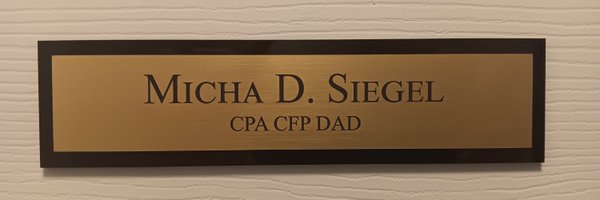 Micha D. Siegel
CPA CFP DAD